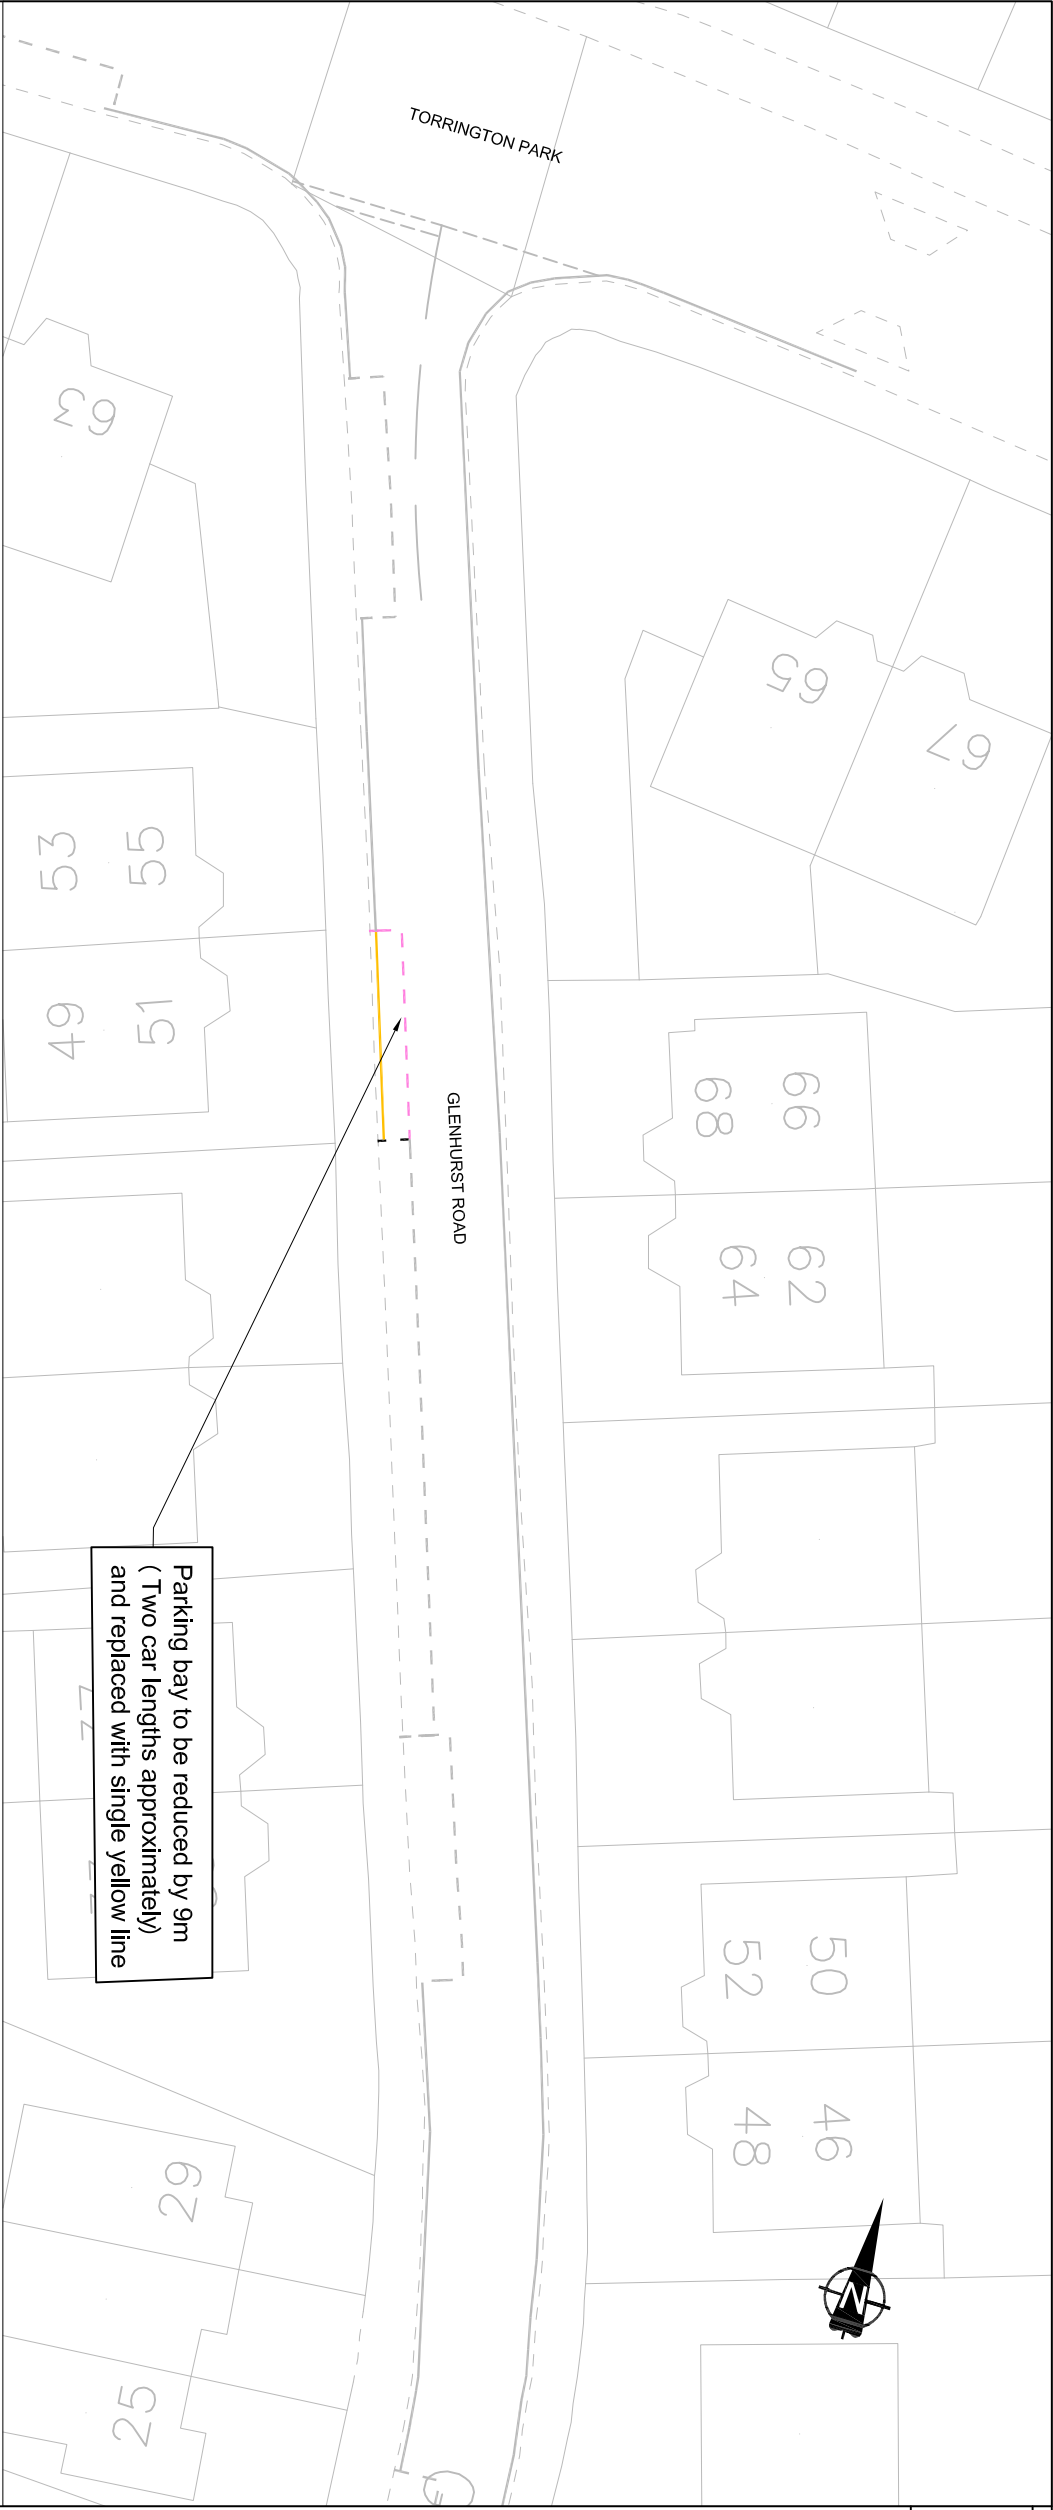 TORRINGTON PARK
63
65
67
53
55
49
51
GLENHURST ROAD
68
66
64
62
Parking bay to be reduced by 9m
( Two car lengths approximately)
and replaced with single yellow line
52
50
48
46
29
25
N